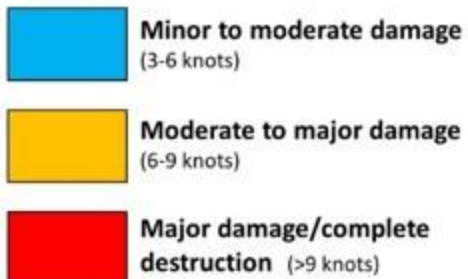 Minor to moderate damage
(3-6 knots)
Moderate to major damage
(6-9 knots)
Major damage/complete
destruction (>9 knots)